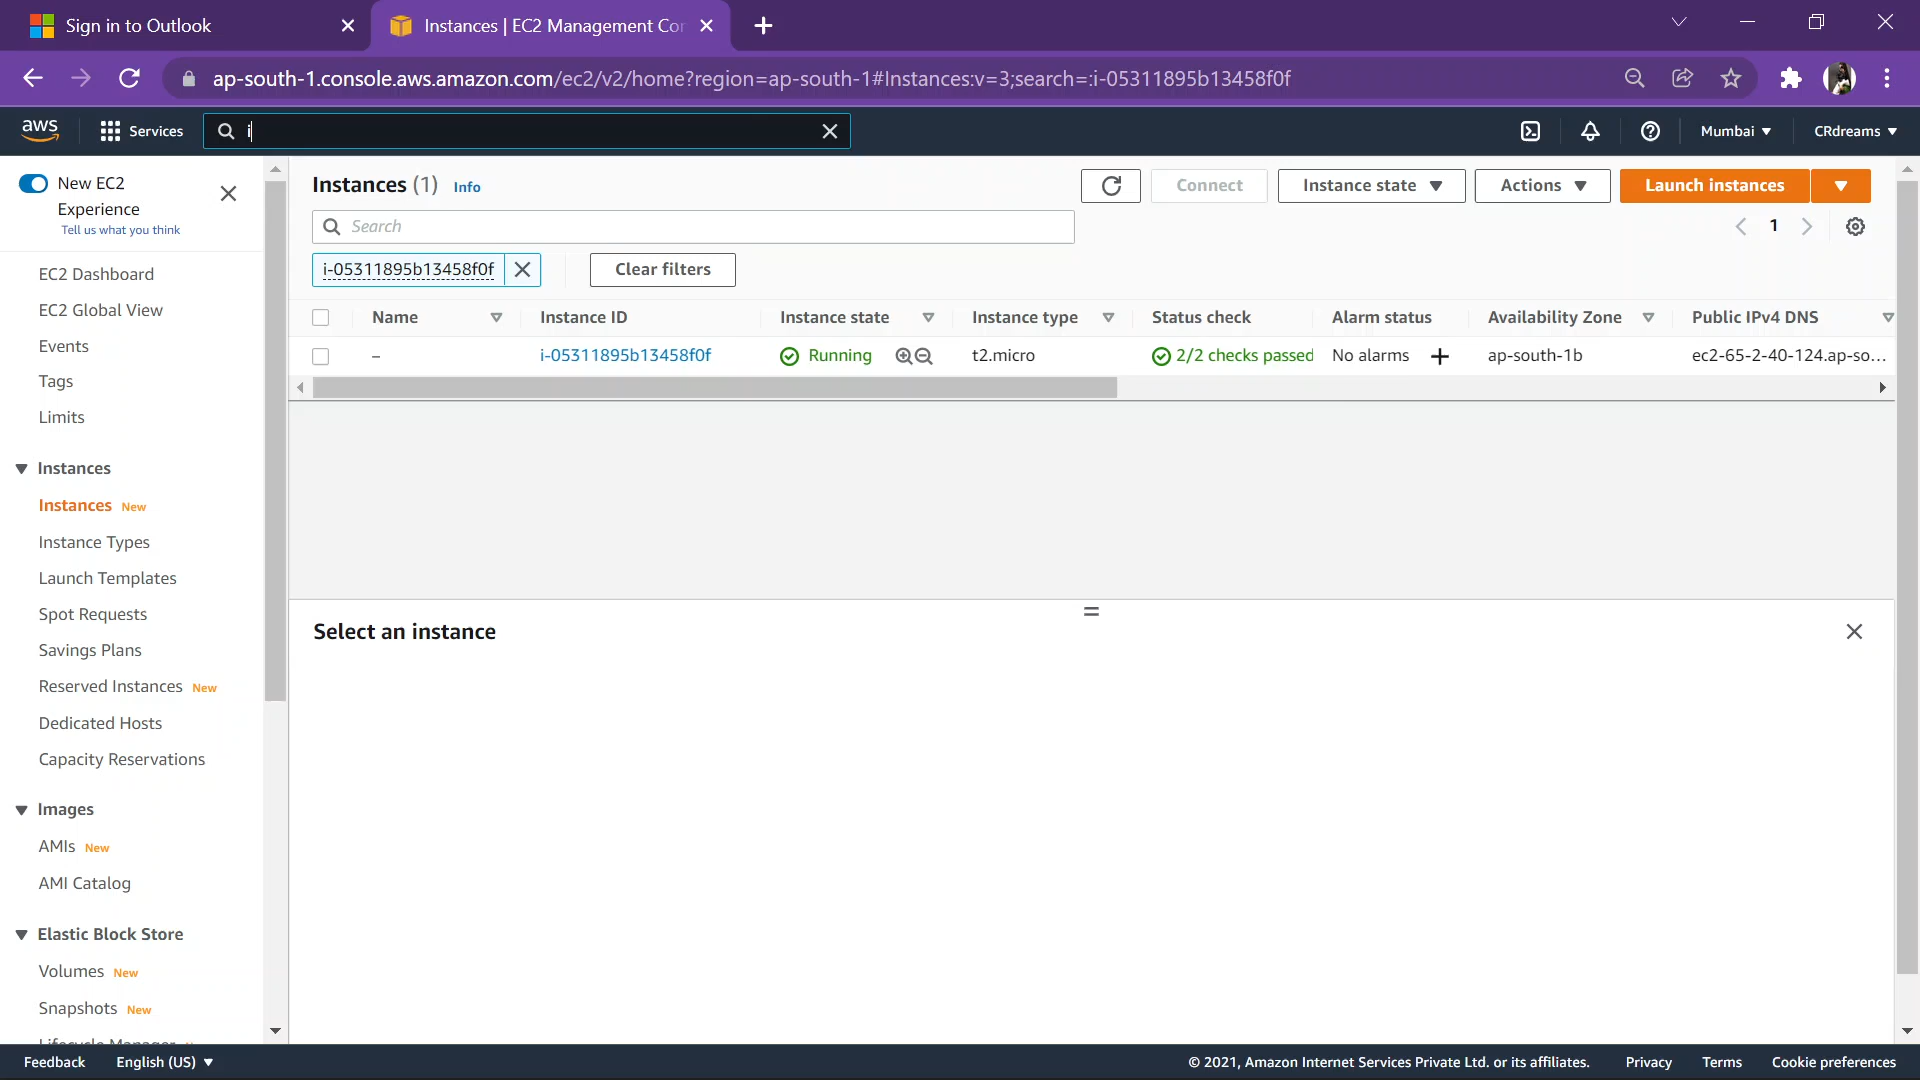 Sign in to Outlook
Instances | EC2 Management Cor
ap-south-1.console.aws.amazon.com/ec2/v2/home?region=ap-south-1#Instances:v=3;search=:i-05311895b13458f0f
aws
Services
i
Mumbai
CRdreams
New EC2
Experience
Tell us what you think
EC2 Dashboard
EC2 Global View
Events
Tags
Limits
Instances
Instances New
Instance Types
Launch Templates
Spot Requests
Savings Plans
Reserved Instances New
Dedicated Hosts
Capacity Reservations
Images
AMIs New
AMI Catalog
Elastic Block Store
Volumes New
Snapshots New
Lifecycle Manager
Instances (1) Info
Connect
Instance state
Actions
Launch instances
Search
1
i-05311895b13458f0f
Clear filters
Name Instance ID Instance state Instance type Status check Alarm status Availability Zone Public IPv4 DNS
– i-05311895b13458f0f Running t2.micro 2/2 checks passed No alarms + ap-south-1b ec2-65-2-40-124.ap-so...
Select an instance
Feedback English (US) © 2021, Amazon Internet Services Private Ltd. or its affiliates. Privacy Terms Cookie preferences